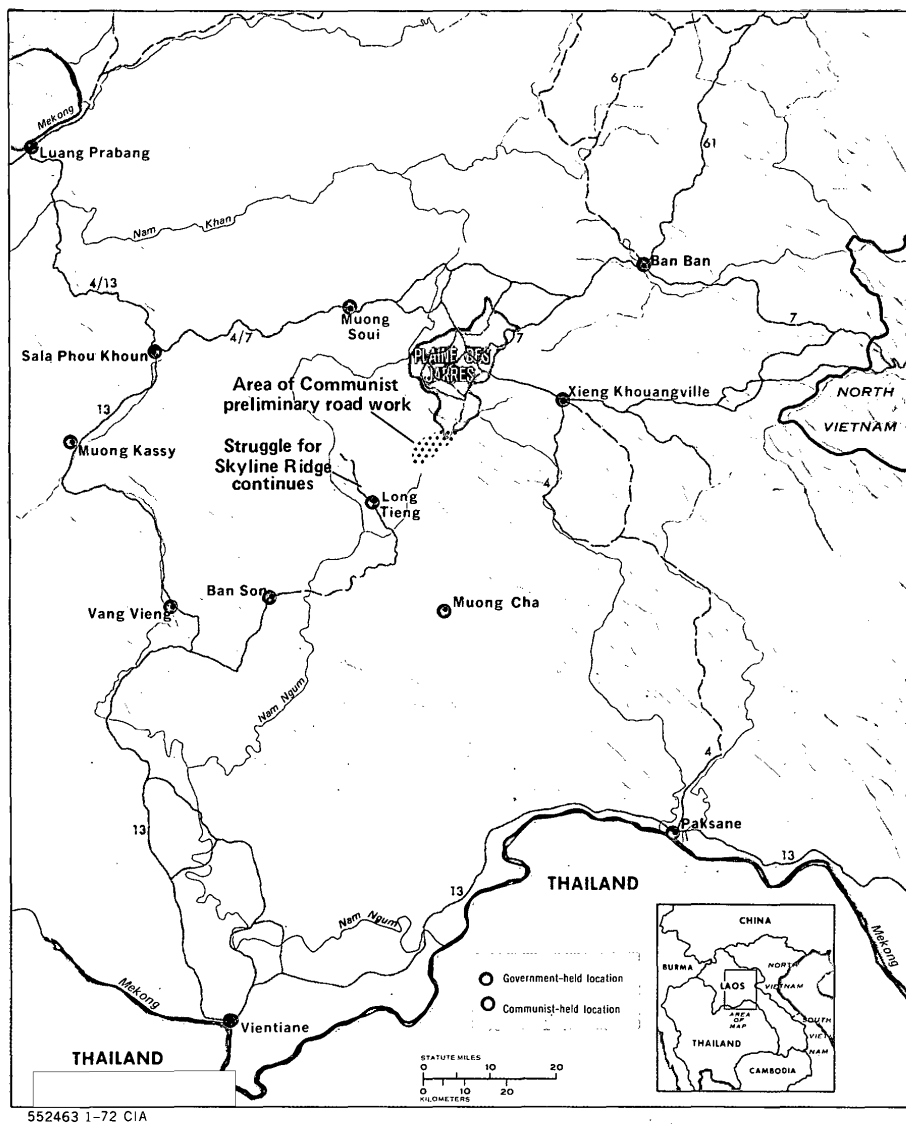 6
Mekong
61
Luang Prabang
Nam Khan
Ban Ban
4/13
Muong
Soui
7
4/7
7
Sala Phou Khoun
PLAINE DES
JARRES
Area of Communist
preliminary road work
Xieng Khouangville
NORTH
VIETNAM
13
Muong Kassy
Struggle for
Skyline Ridge
continues
4
Long
Tieng
Ban Son
Muong Cha
Vang Vieng
Nam Ngum
4
Paksane
13
13
THAILAND
13
Nam Ngum
Mekong
Mekong
Vientiane
THAILAND
Government-held location
Communist-held location
STATUTE MILES
0 10 20
0 10 20
KILOMETERS
CHINA
BURMA
NORTH
VIETNAM
LAOS
AREA
OF
MAP
SOUTH
VIET
NAM
THAILAND
CAMBODIA
552463 1-72 CIA